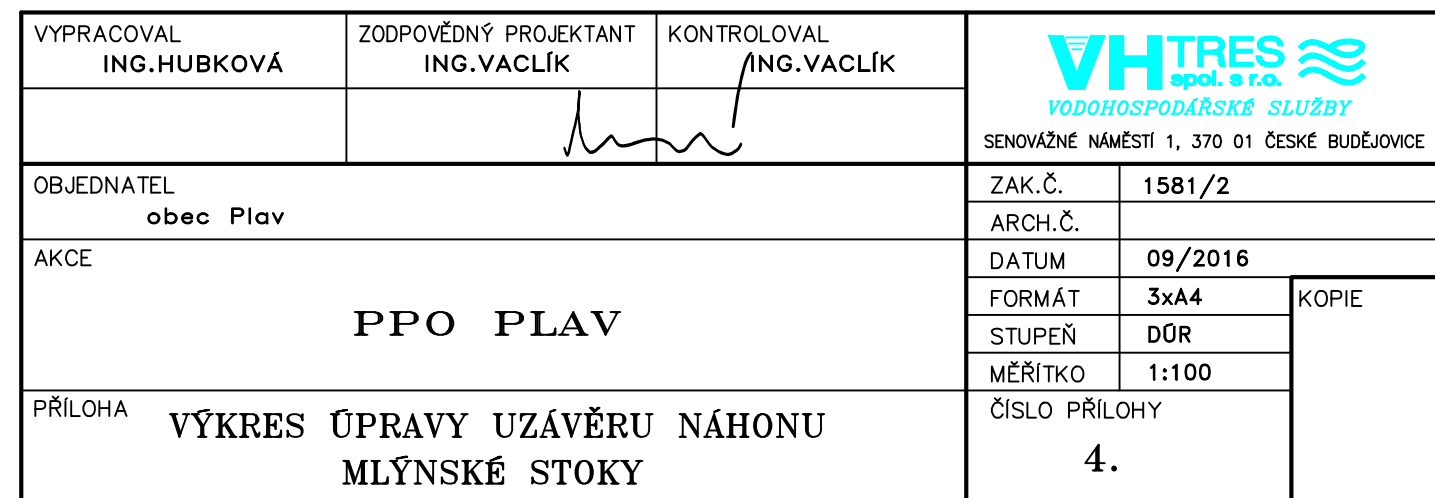 VYPRACOVAL
ING.HUBKOVÁ
ZODPOVĚDNÝ PROJEKTANT
ING.VACLÍK
KONTROLOVAL
ING.VACLÍK
VH TRES
spol. s r.o.
VODOHOSPODÁŘSKÉ SLUŽBY
SENOVÁŽNÉ NÁMĚSTÍ 1, 370 01 ČESKÉ BUDĚJOVICE
OBJEDNATEL
obec Plav
ZAK.Č. 1581/2
ARCH.Č.
AKCE
PPO PLAV
DATUM 09/2016
FORMÁT 3xA4
KOPIE
STUPEŇ DÚR
MĚŘÍTKO 1:100
PŘÍLOHA
VÝKRES ÚPRAVY UZÁVĚRU NÁHONU
MLÝNSKÉ STOKY
ČÍSLO PŘÍLOHY
4.